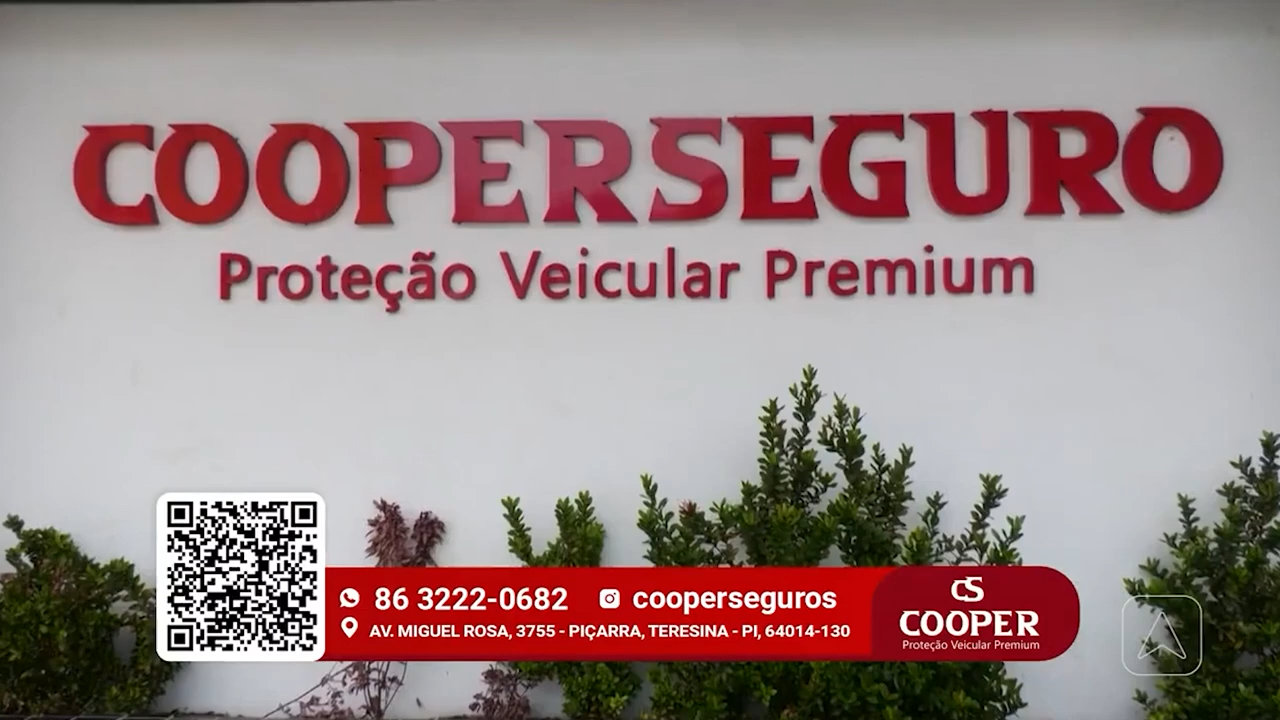 COOPERSEGURO
Proteção Veicular Premium
86 3222-0682 cooperseguros
AV. MIGUEL ROSA, 3755 - PIÇARRA, TERESINA - PI, 64014-130
CS
COOPER
Proteção Veicular Premium